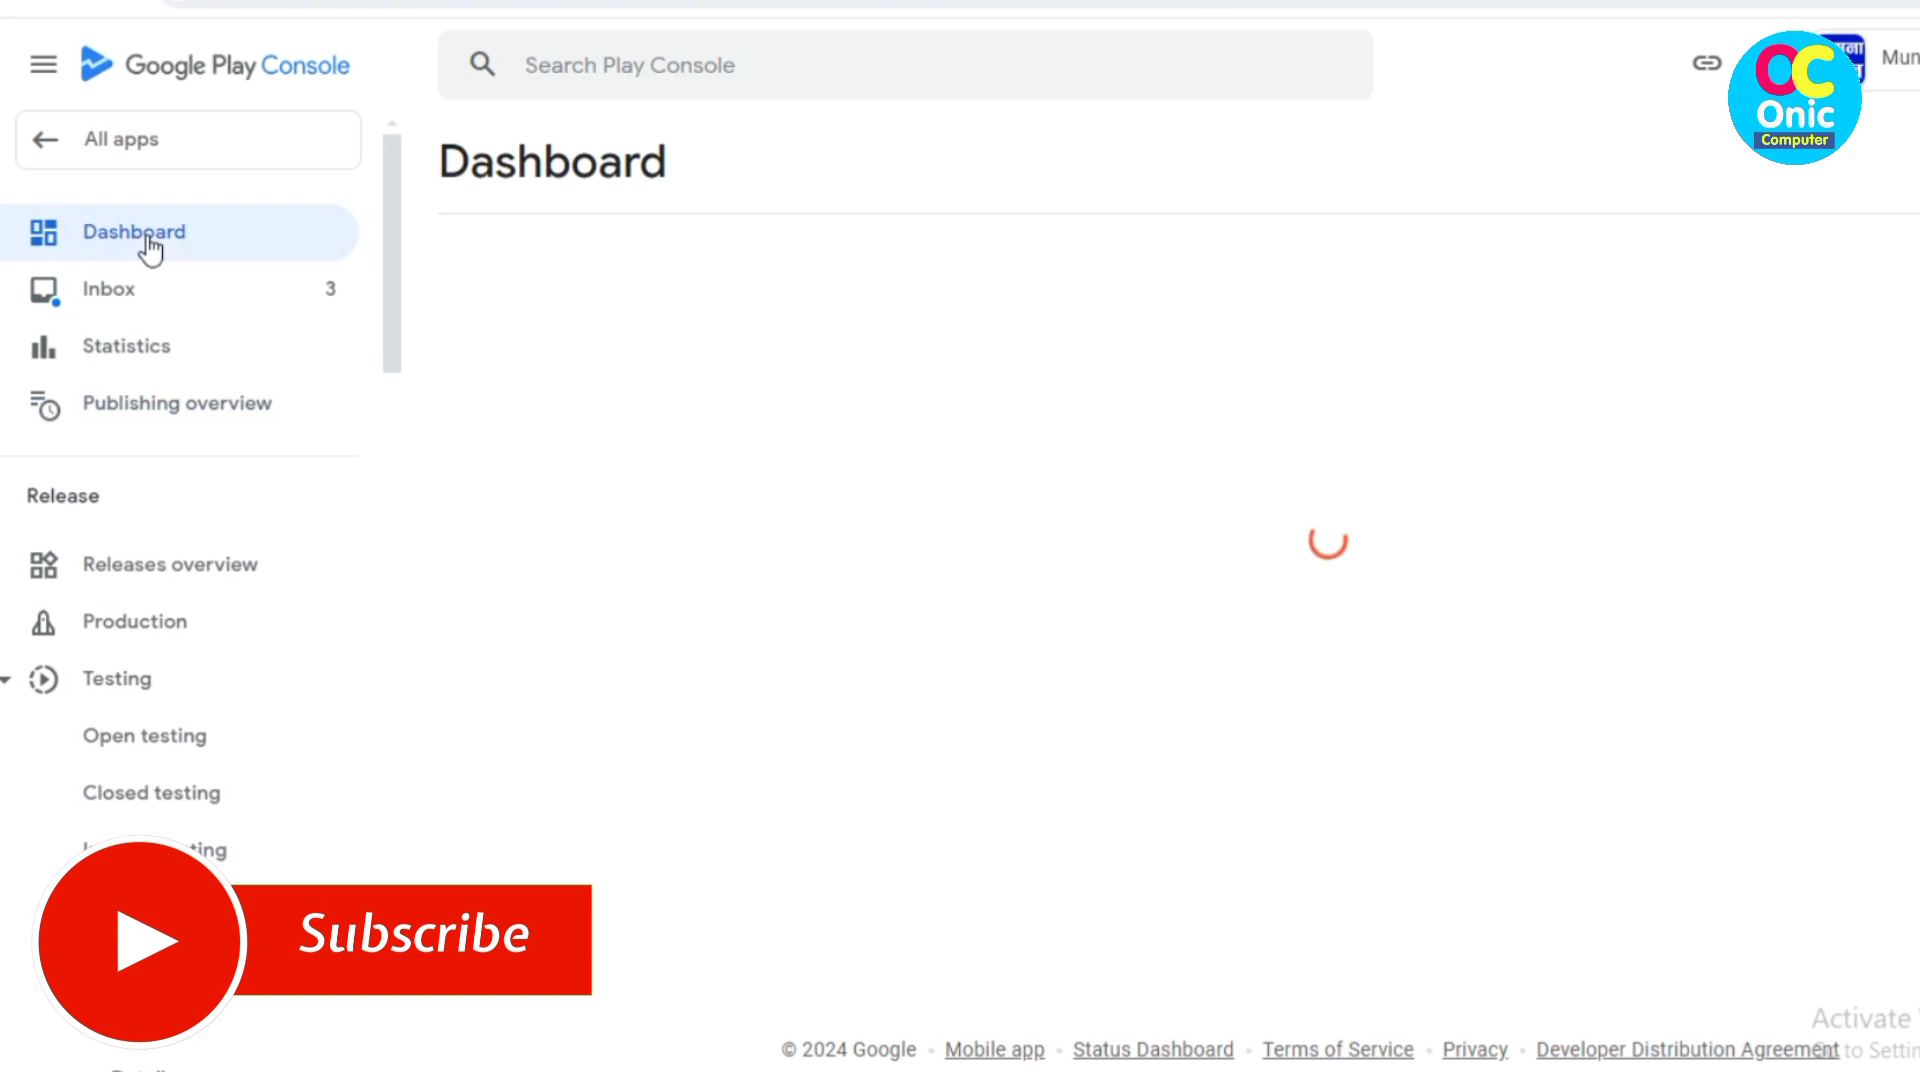 Google Play Console
Search Play Console
OC
Onic
Computer
All apps
Dashboard
Dashboard
Inbox 3
Statistics
Publishing overview
Release
Releases overview
Production
Testing
Open testing
Closed testing
Subscribe
Activate
© 2024 Google • Mobile app • Status Dashboard • Terms of Service • Privacy • Developer Distribution Agreement